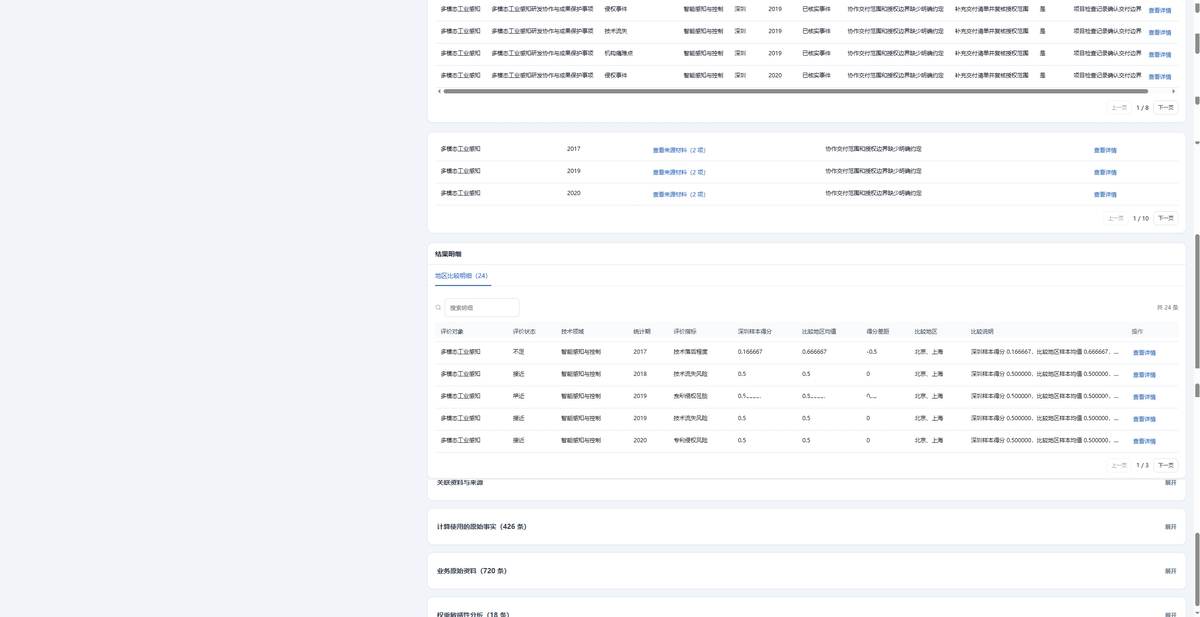 多模态工业感知 多模态工业感知研发协作与成果保护事项 侵权事件 智能感知与控制 深圳 2019 已核实事件 协作交付范围和授权边界缺少明确约定 补充交付清单并复核授权范围 是 项目检查记录确认交付边界 查看详情
多模态工业感知 多模态工业感知研发协作与成果保护事项 技术流失 智能感知与控制 深圳 2019 已核实事件 协作交付范围和授权边界缺少明确约定 补充交付清单并复核授权范围 是 项目检查记录确认交付边界 查看详情
多模态工业感知 多模态工业感知研发协作与成果保护事项 机构痛难点 智能感知与控制 深圳 2019 已核实事件 协作交付范围和授权边界缺少明确约定 补充交付清单并复核授权范围 是 项目检查记录确认交付边界 查看详情
多模态工业感知 多模态工业感知研发协作与成果保护事项 侵权事件 智能感知与控制 深圳 2020 已核实事件 协作交付范围和授权边界缺少明确约定 补充交付清单并复核授权范围 是 项目检查记录确认交付边界 查看详情
上一页 1 / 8 下一页
多模态工业感知 2017 查看来源材料（2 项） 协作交付范围和授权边界缺少明确约定 查看详情
多模态工业感知 2019 查看来源材料（2 项） 协作交付范围和授权边界缺少明确约定 查看详情
多模态工业感知 2020 查看来源材料（2 项） 协作交付范围和授权边界缺少明确约定 查看详情
上一页 1 / 10 下一页
结果明细
地区比较明细（24）
搜索明细 共 24 条
评价对象 评价状态 技术领域 统计期 评价指标 深圳样本得分 比较地区均值 得分差距 比较地区 比较说明 操作
多模态工业感知 不足 智能感知与控制 2017 技术落后程度 0.166667 0.666667 -0.5 北京、上海 深圳样本得分 0.166667，比较地区样本均值 0.666667，... 查看详情
多模态工业感知 接近 智能感知与控制 2018 技术流失风险 0.5 0.5 0 北京、上海 深圳样本得分 0.500000，比较地区样本均值 0.500000，... 查看详情
多模态工业感知 智能感知与控制 2019 0 北京、上海 深圳样本得分 0.500000，比较地区样本均值 0.500000，... 查看详情
多模态工业感知 接近 智能感知与控制 2019 技术流失风险 0.5 0.5 0 北京、上海 深圳样本得分 0.500000，比较地区样本均值 0.500000，... 查看详情
多模态工业感知 接近 智能感知与控制 2020 专利侵权风险 0.5 0.5 0 北京、上海 深圳样本得分 0.500000，比较地区样本均值 0.500000，... 查看详情
上一页 1 / 3 下一页
关联资料与来源 展开
计算使用的原始事实（426 条） 展开
业务原始资料（720 条） 展开
权重敏感性分析（18 条） 展开